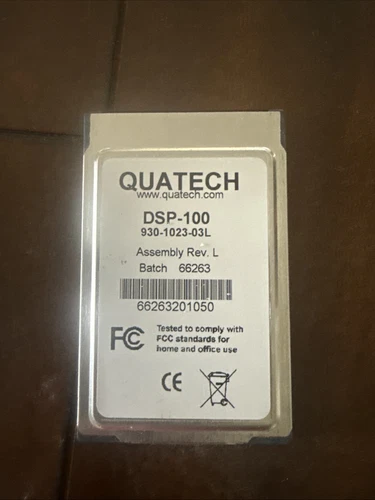 QUATECH
www.quatech.com
DSP-100
930-1023-03L
Assembly Rev. L
Batch 66263
66263201050
FC Tested to comply with
FCC standards for
home and office use
CE